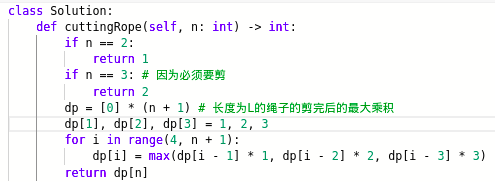 class Solution:
    def cuttingRope(self, n: int) -> int:
        if n == 2:
            return 1
        if n == 3: # 因为必须要剪
            return 2
        dp = [0] * (n + 1) # 长度为L的绳子的剪完后的最大乘积
        dp[1], dp[2], dp[3] = 1, 2, 3
        for i in range(4, n + 1):
            dp[i] = max(dp[i - 1] * 1, dp[i - 2] * 2, dp[i - 3] * 3)
        return dp[n]